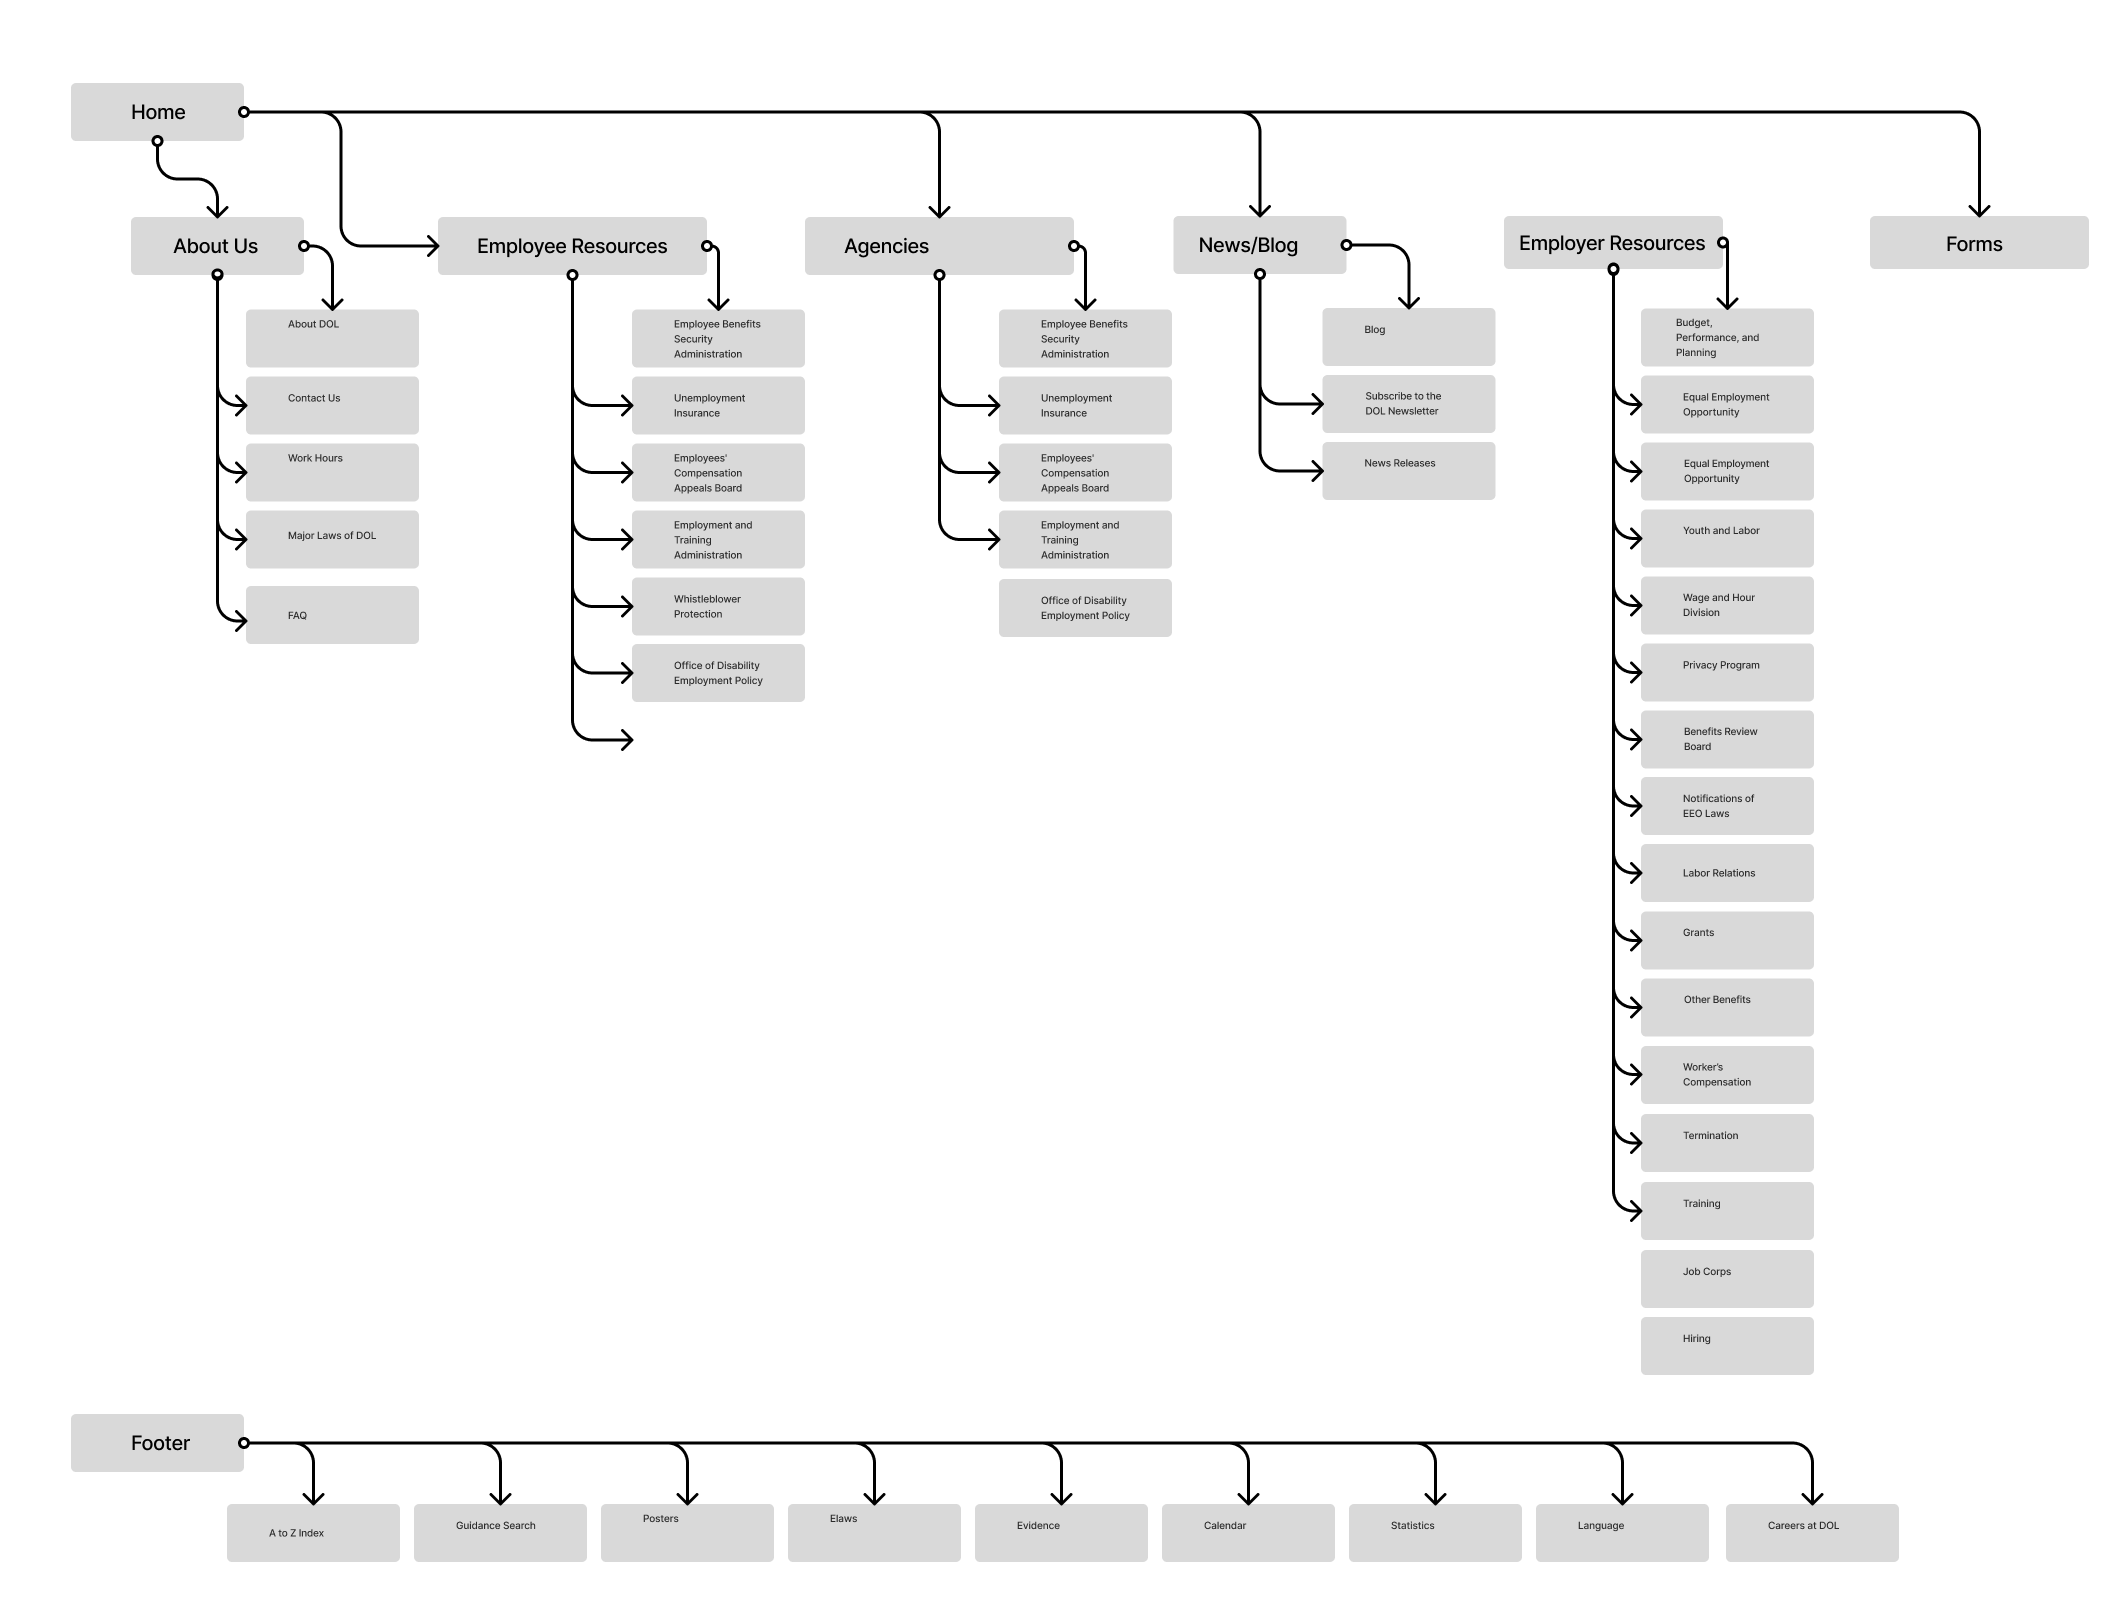 Home
About Us
Employee Resources
Agencies
News/Blog
Employer Resources
Forms
About DOL
Contact Us
Work Hours
Major Laws of DOL
FAQ
Employee Benefits
Security
Administration
Unemployment
Insurance
Employees'
Compensation
Appeals Board
Employment and
Training
Administration
Whistleblower
Protection
Office of Disability
Employment Policy
Employee Benefits
Security
Administration
Unemployment
Insurance
Employees'
Compensation
Appeals Board
Employment and
Training
Administration
Office of Disability
Employment Policy
Blog
Subscribe to the
DOL Newsletter
News Releases
Budget,
Performance, and
Planning
Equal Employment
Opportunity
Equal Employment
Opportunity
Youth and Labor
Wage and Hour
Division
Privacy Program
Benefits Review
Board
Notifications of
EEO Laws
Labor Relations
Grants
Other Benefits
Worker's
Compensation
Termination
Training
Job Corps
Hiring
Footer
A to Z Index
Guidance Search
Posters
Elaws
Evidence
Calendar
Statistics
Language
Careers at DOL